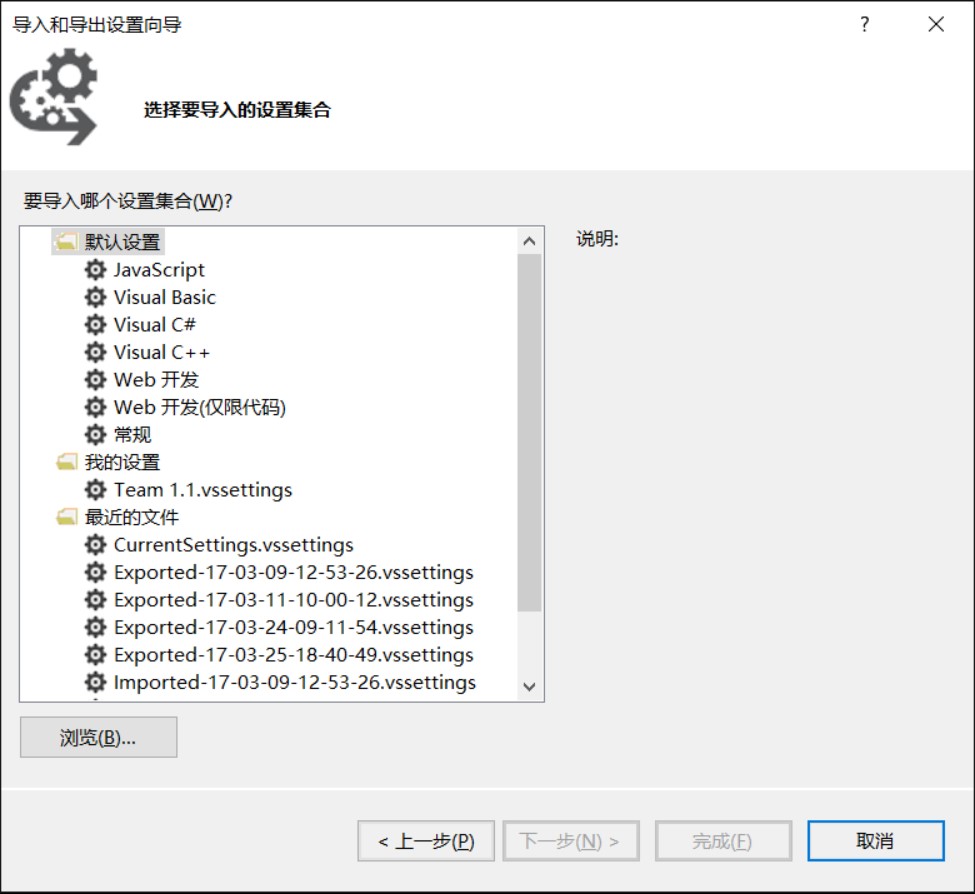 导入和导出设置向导
?
选择要导入的设置集合
要导入哪个设置集合(W)?
默认设置
JavaScript
Visual Basic
Visual C#
Visual C++
Web 开发
Web 开发(仅限代码)
常规
我的设置
Team 1.1.vssettings
最近的文件
CurrentSettings.vssettings
Exported-17-03-09-12-53-26.vssettings
Exported-17-03-11-10-00-12.vssettings
Exported-17-03-24-09-11-54.vssettings
Exported-17-03-25-18-40-49.vssettings
Imported-17-03-09-12-53-26.vssettings
说明:
浏览(B)...
< 上一步(P)
下一步(N) >
完成(F)
取消